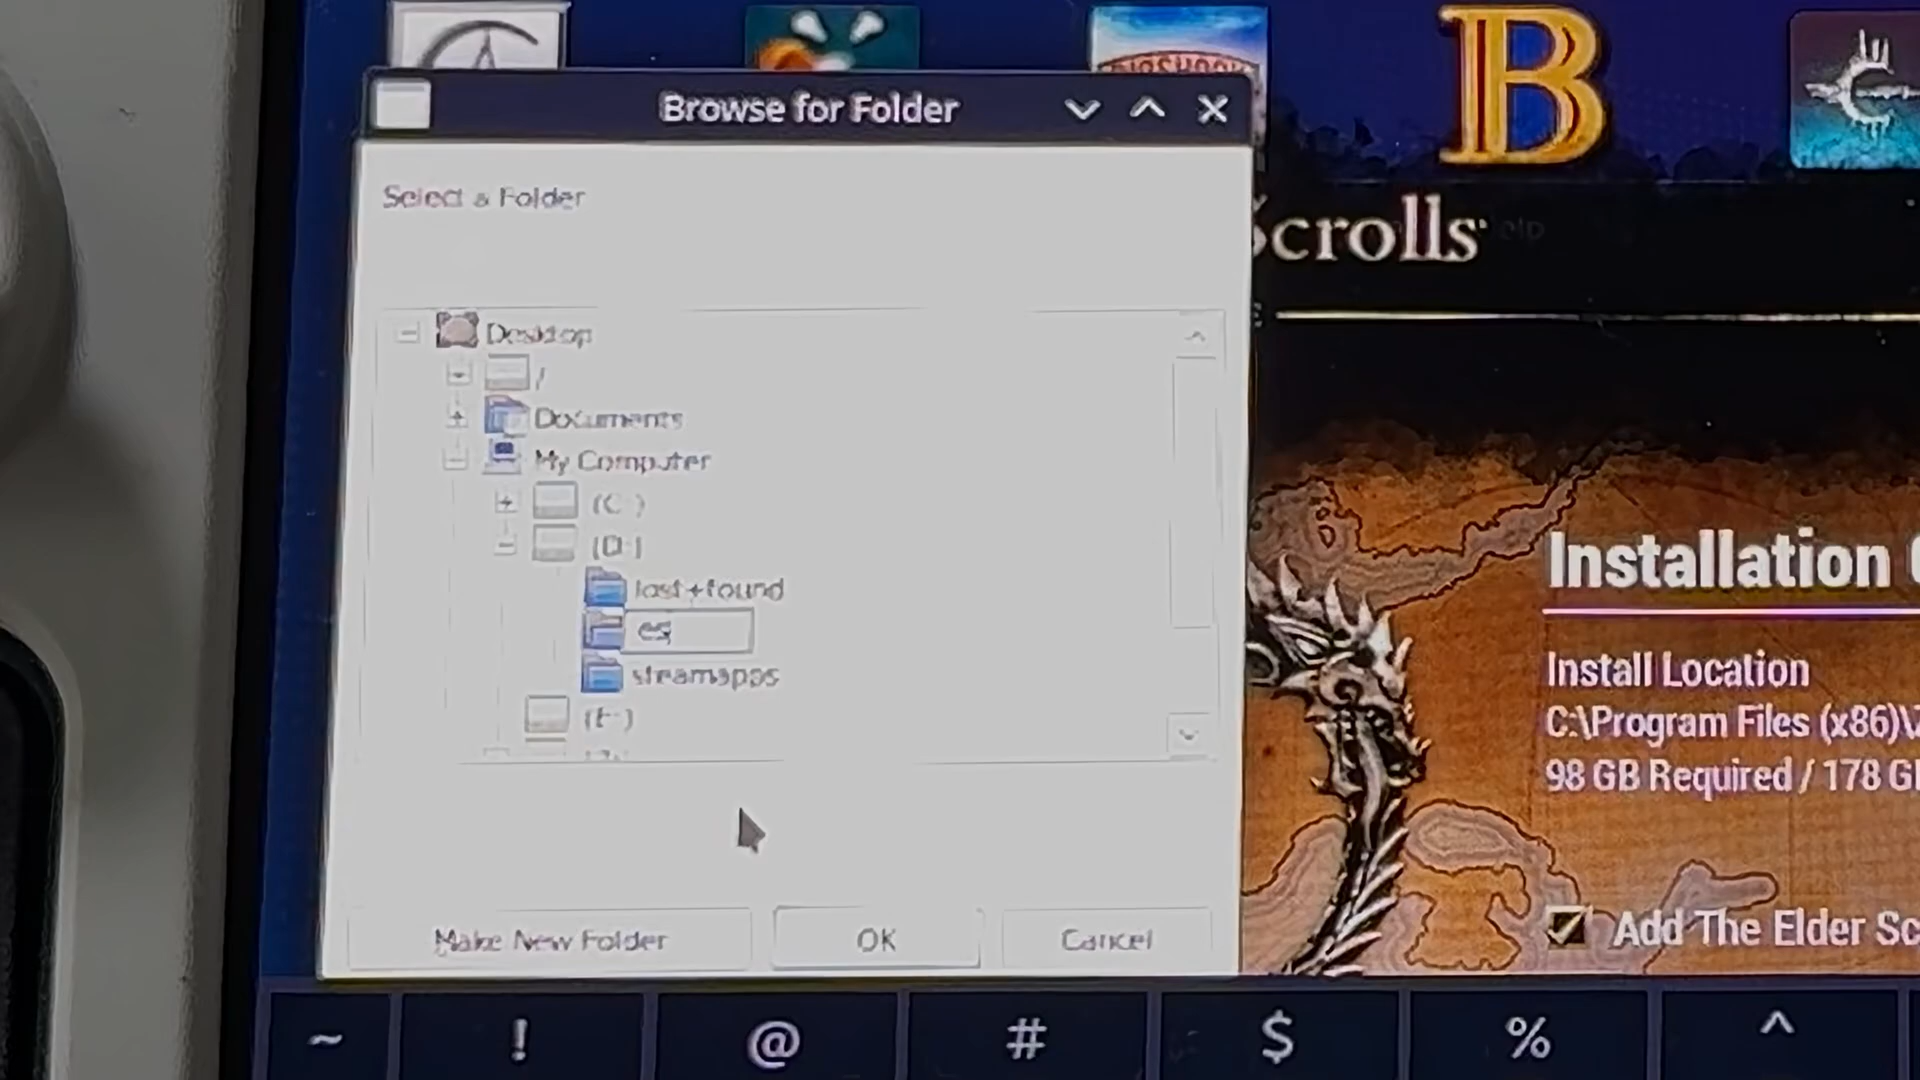 BIOSHOCK
B
Browse for Folder
Select a Folder
Scrolls
Desktop
/
Documents
My Computer
(C:)
(D:)
lost+found
es
steamapps
(E:)
Installation
Install Location
C:\Program Files (x86)\
98 GB Required / 178 G
Add The Elder Sc
Make New Folder
OK
Cancel
~
!
@
#
$
%
^